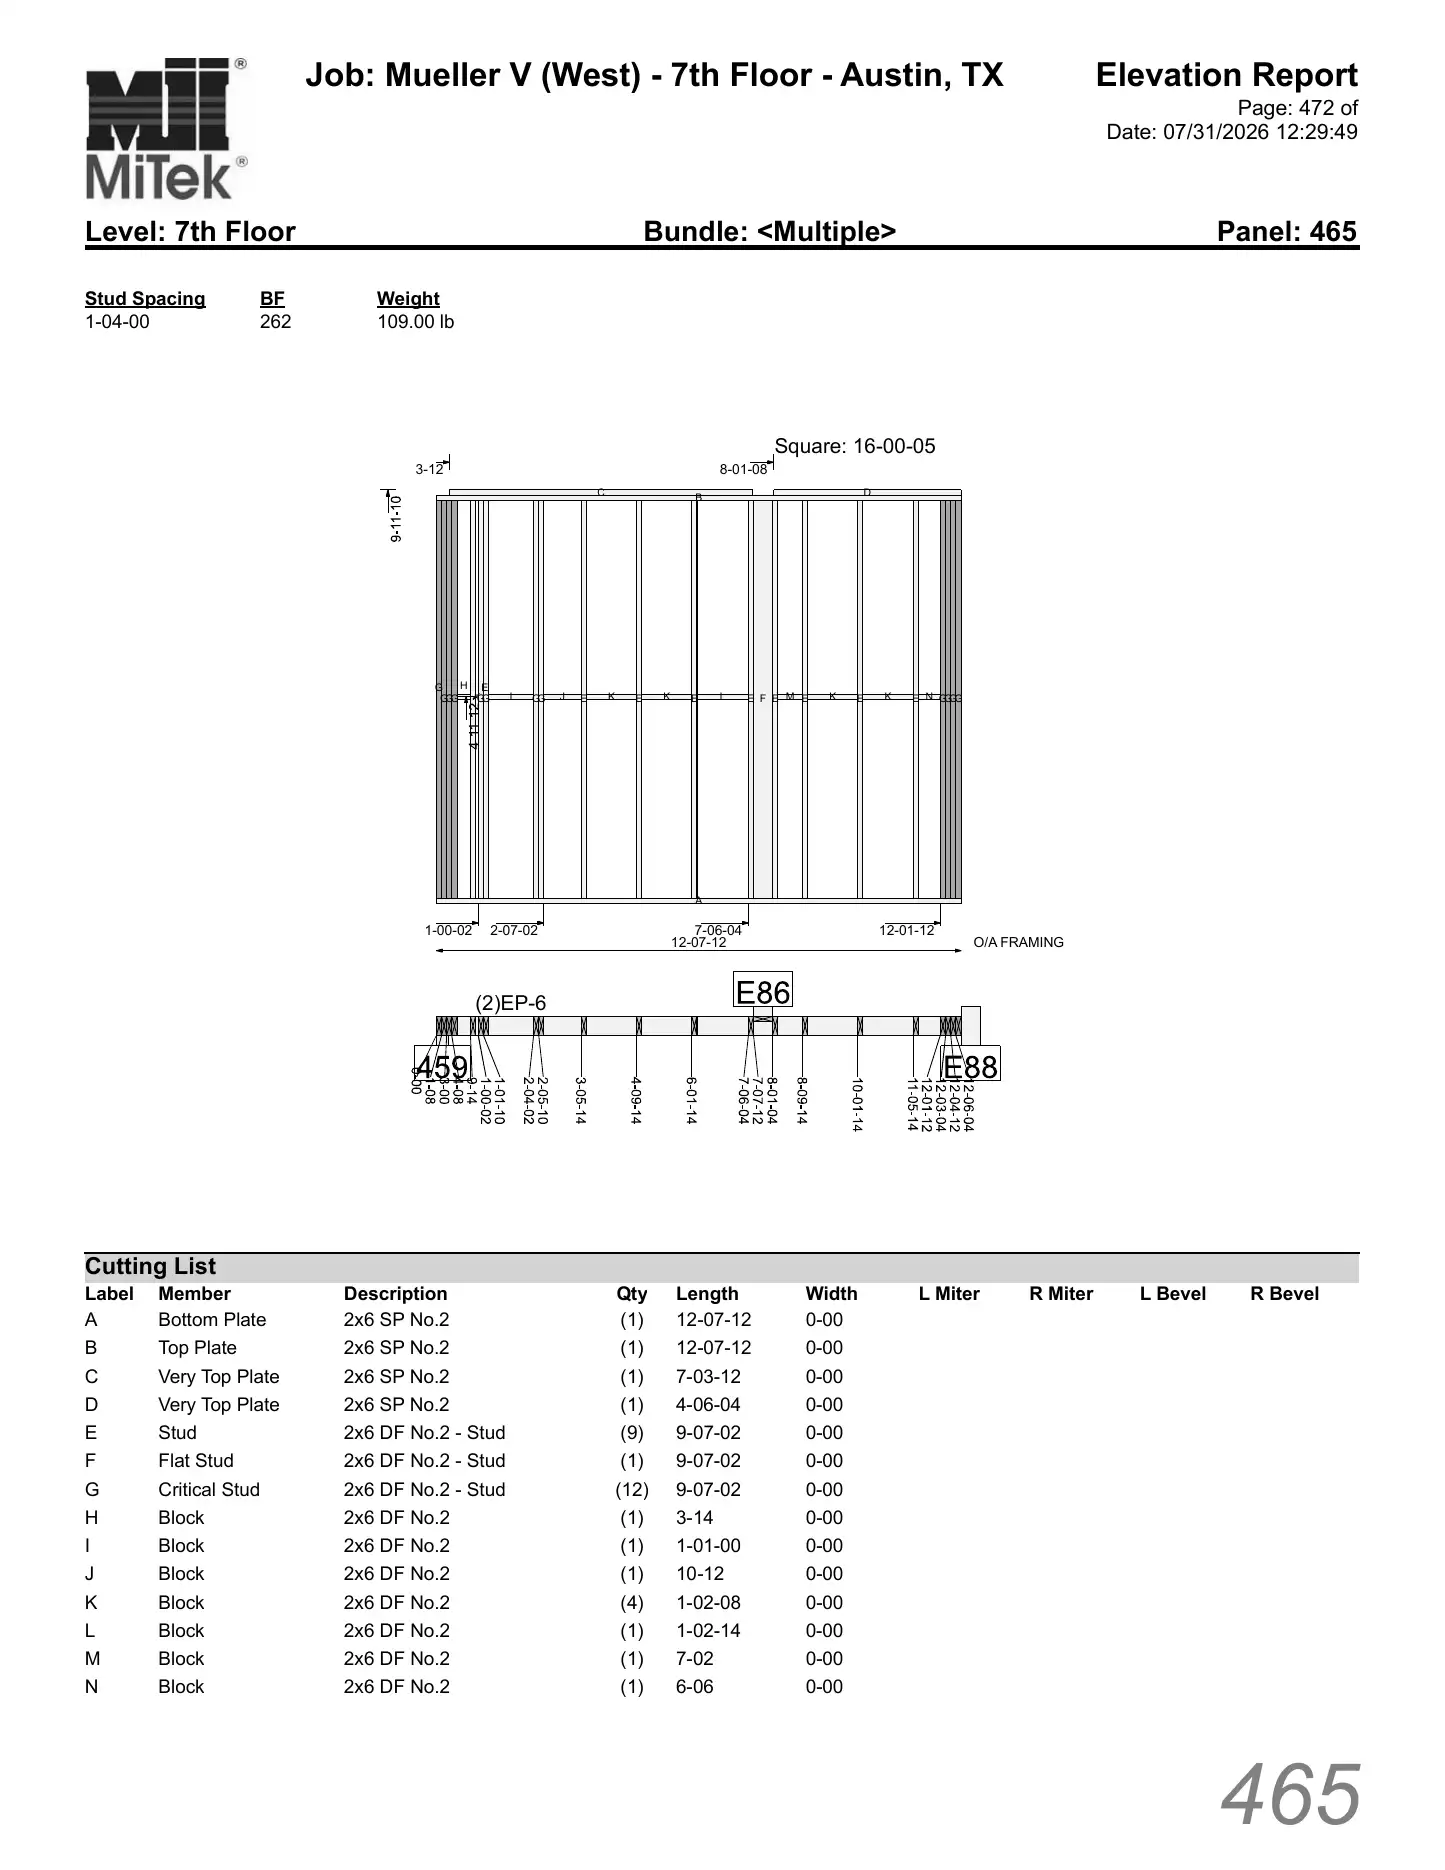 MiTek®
Job: Mueller V (West) - 7th Floor - Austin, TX
Elevation Report
Page: 472 of
Date: 07/31/2026 12:29:49
Level: 7th Floor Bundle: <Multiple> Panel: 465
Stud Spacing BF Weight
1-04-00 262 109.00 lb
Square: 16-00-05
3-12 8-01-08
C B D
9-11-10
G H E
G G G G G I G G J E K E K E L E F E M E K E K E N G G G G
4-11-12
A
1-00-02 2-07-02 7-06-04 12-01-12
12-07-12 O/A FRAMING
(2)EP-6 E86
459 E88
0-00 1-08 3-00 4-08 9-14 1-00-02 1-01-10 2-04-02 2-05-10 3-05-14 4-09-14 6-01-14 7-06-04 7-07-12 8-01-04 8-09-14 10-01-14 11-05-14 12-01-12 12-03-04 12-04-12 12-06-04
Cutting List
Label Member Description Qty Length Width L Miter R Miter L Bevel R Bevel
A Bottom Plate 2x6 SP No.2 (1) 12-07-12 0-00
B Top Plate 2x6 SP No.2 (1) 12-07-12 0-00
C Very Top Plate 2x6 SP No.2 (1) 7-03-12 0-00
D Very Top Plate 2x6 SP No.2 (1) 4-06-04 0-00
E Stud 2x6 DF No.2 - Stud (9) 9-07-02 0-00
F Flat Stud 2x6 DF No.2 - Stud (1) 9-07-02 0-00
G Critical Stud 2x6 DF No.2 - Stud (12) 9-07-02 0-00
H Block 2x6 DF No.2 (1) 3-14 0-00
I Block 2x6 DF No.2 (1) 1-01-00 0-00
J Block 2x6 DF No.2 (1) 10-12 0-00
K Block 2x6 DF No.2 (4) 1-02-08 0-00
L Block 2x6 DF No.2 (1) 1-02-14 0-00
M Block 2x6 DF No.2 (1) 7-02 0-00
N Block 2x6 DF No.2 (1) 6-06 0-00
465